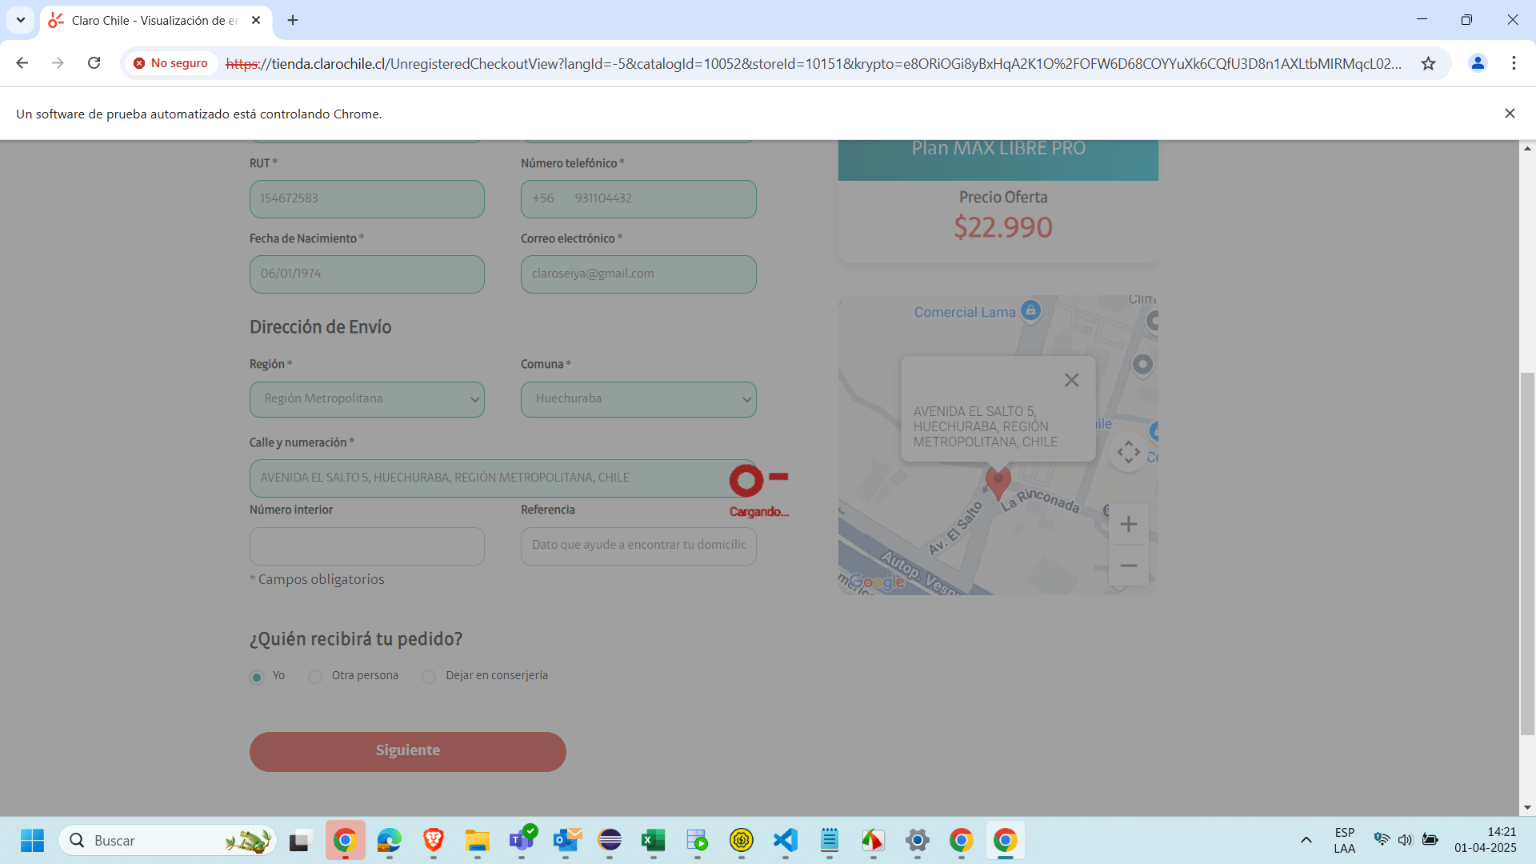 Claro Chile - Visualización de e
No seguro
https://tienda.clarochile.cl/UnregisteredCheckoutView?langId=-5&catalogId=10052&storeId=10151&krypto=e8ORiOGi8yBxHqA2K1O%2FOFW6D68COYYuXk6CQfU3D8n1AXLtbMIRMqcL02...
Un software de prueba automatizado está controlando Chrome.
RUT *
Número telefónico *
154672583
+56 931104432
Fecha de Nacimiento *
Correo electrónico *
06/01/1974
claroseiya@gmail.com
Dirección de Envío
Región *
Comuna *
Región Metropolitana
Huechuraba
Calle y numeración *
AVENIDA EL SALTO 5, HUECHURABA, REGIÓN METROPOLITANA, CHILE
Cargando...
Número interior
Referencia
Dato que ayude a encontrar tu domicilio
* Campos obligatorios
¿Quién recibirá tu pedido?
Yo
Otra persona
Dejar en conserjería
Siguiente
Plan MAX LIBRE PRO
Precio Oferta
$22.990
Comercial Lama
Clim
AVENIDA EL SALTO 5,
HUECHURABA, REGIÓN
METROPOLITANA, CHILE
ile
Ce
La Rinconada
Av. El Salto
Autop. Vesp
Google
Buscar
ESP
LAA
14:21
01-04-2025